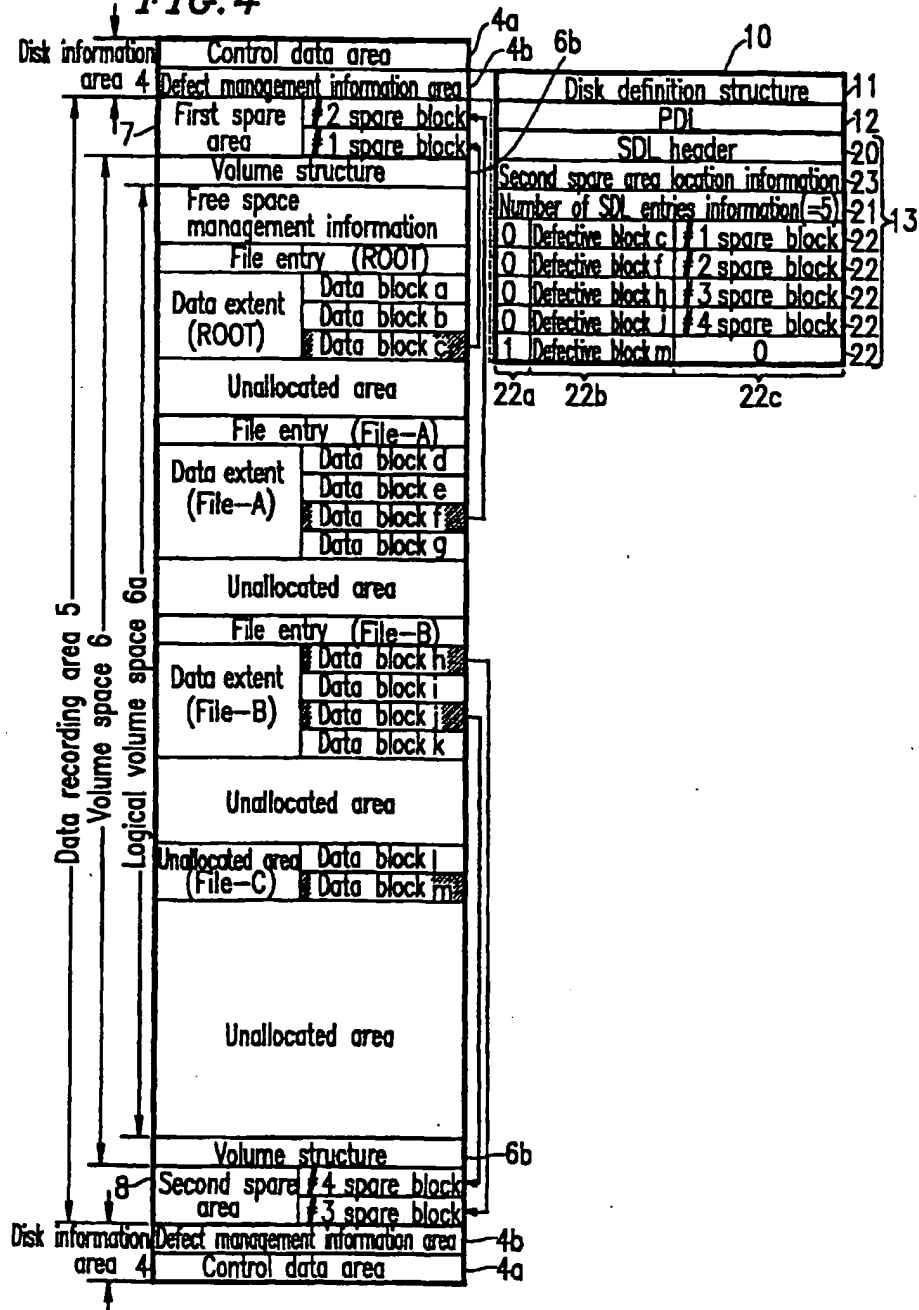 FIG. 4
Disk information area 4
Control data area
4a
Defect management information area
4b
6b
7
First spare area
#2 spare block
#1 spare block
Volume structure
Free space management information
File entry (ROOT)
Data extent (ROOT)
Data block a
Data block b
Data block c
Unallocated area
File entry (File-A)
Data extent (File-A)
Data block d
Data block e
Data block f
Data block g
Unallocated area
File entry (File-B)
Data extent (File-B)
Data block h
Data block i
Data block j
Data block k
Unallocated area
Unallocated area (File-C)
Data block l
Data block m
Unallocated area
Volume structure
6b
8
Second spare area
#4 spare block
#3 spare block
Disk information area 4
Defect management information area
4b
Control data area
4a
Data recording area 5
Volume space 6
Logical volume space 6a
10
Disk definition structure 11
PDL 12
SDL header 20
Second spare area location information 23
Number of SDL entries information (=5) 21
0 Defective block c #1 spare block 22
0 Defective block f #2 spare block 22
0 Defective block h #3 spare block 22
0 Defective block j #4 spare block 22
1 Defective block m 0 22
13
22a 22b 22c